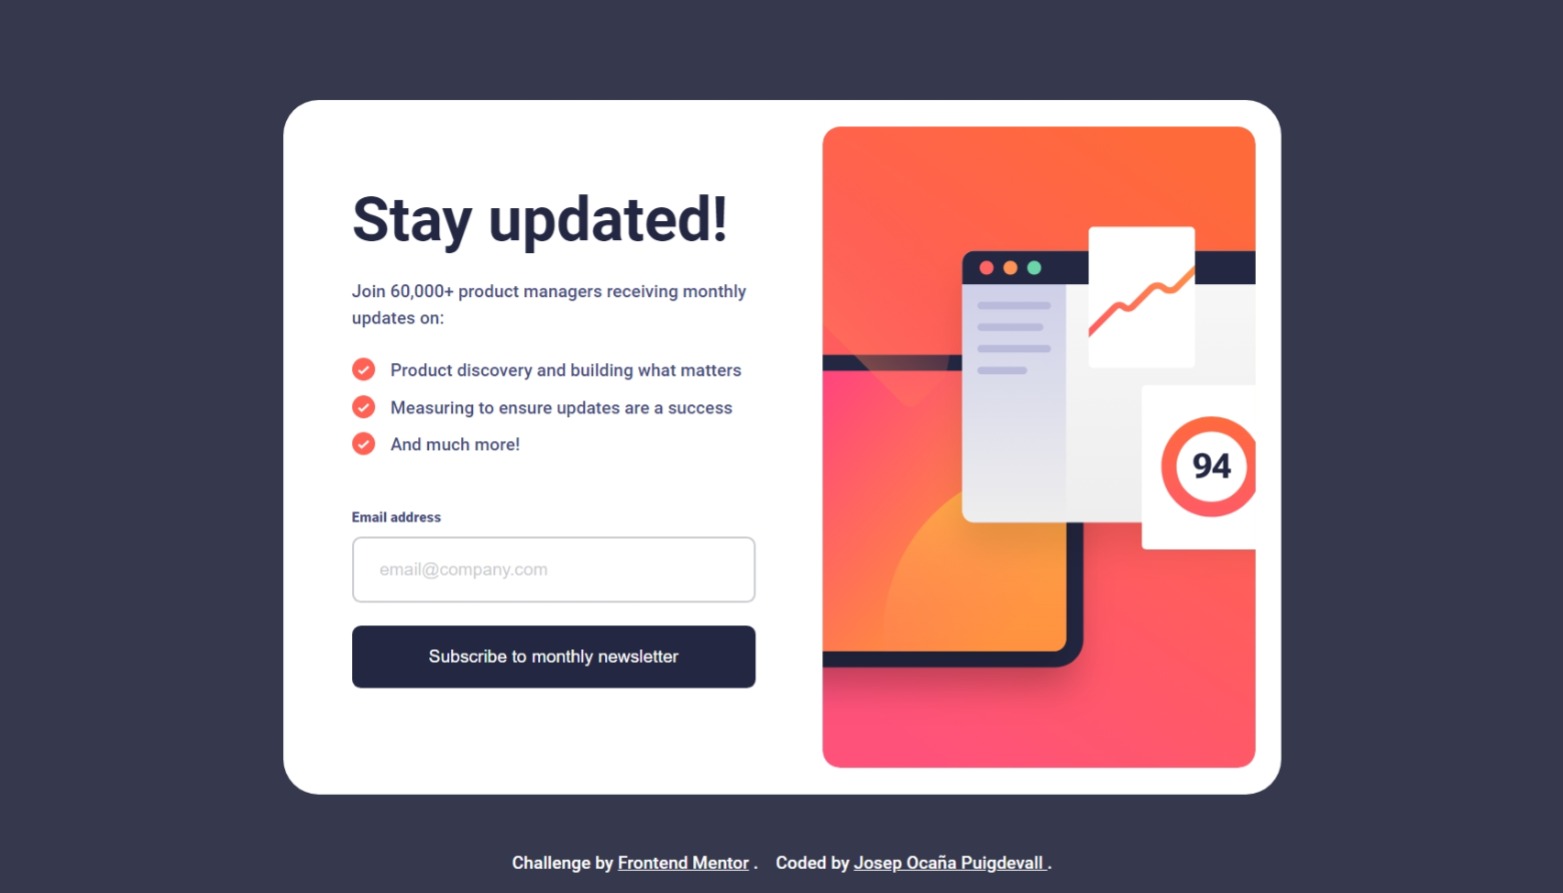 Stay updated!
Join 60,000+ product managers receiving monthly
updates on:
Product discovery and building what matters
Measuring to ensure updates are a success
And much more!
Email address
email@company.com
Subscribe to monthly newsletter
94
Challenge by Frontend Mentor . Coded by Josep Ocaña Puigdevall .